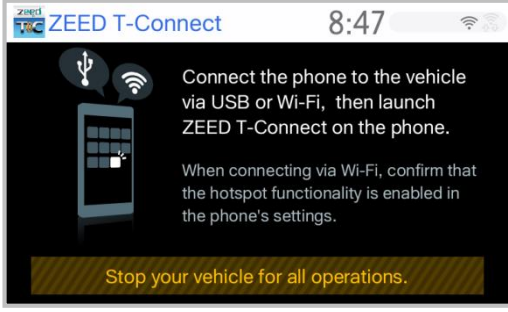 zeed
T-C
ZEED T-Connect
8:47
Connect the phone to the vehicle
via USB or Wi-Fi, then launch
ZEED T-Connect on the phone.
When connecting via Wi-Fi, confirm that
the hotspot functionality is enabled in
the phone's settings.
Stop your vehicle for all operations.